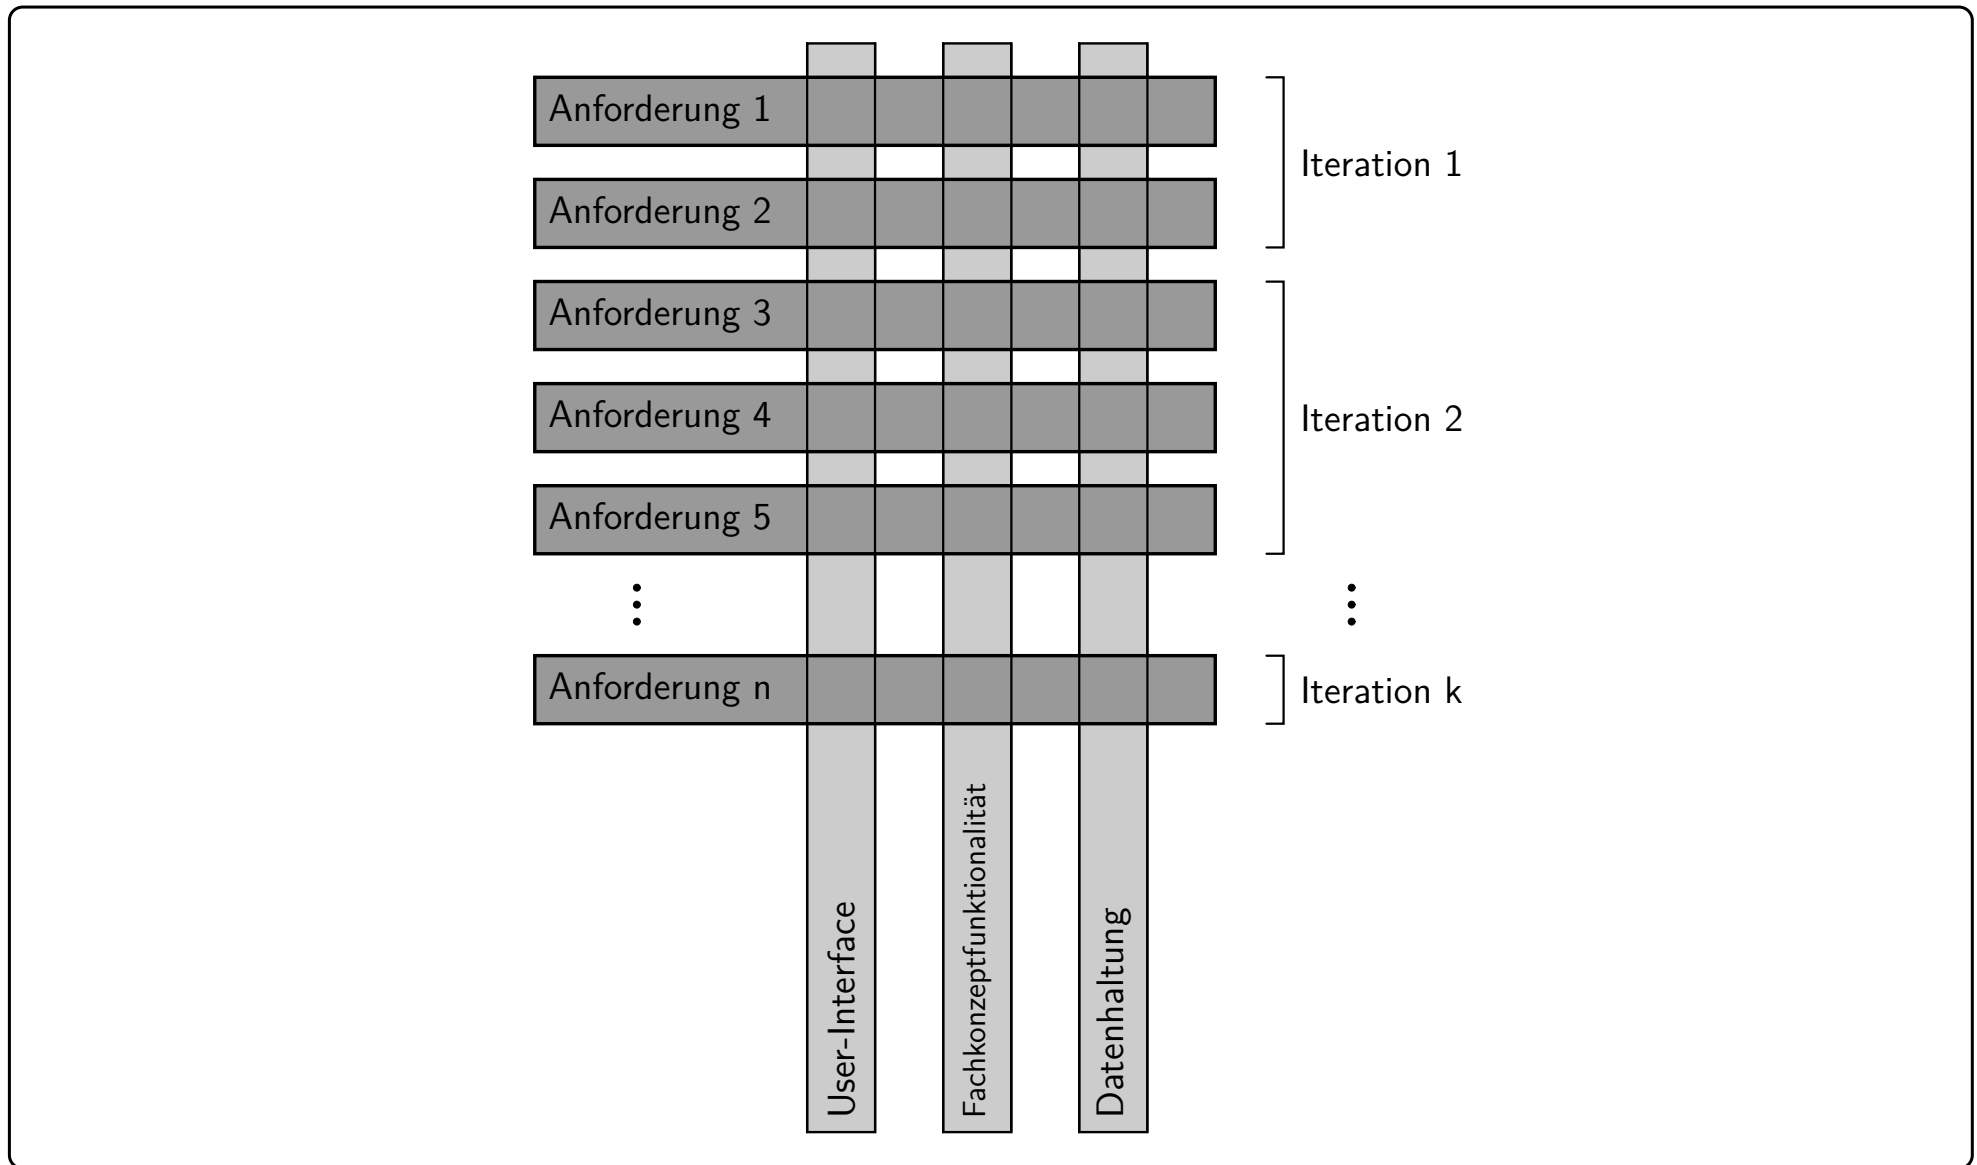 Anforderung 1
Anforderung 2
Iteration 1
Anforderung 3
Anforderung 4
Iteration 2
Anforderung 5
Anforderung n
Iteration k
User-Interface
Fachkonzeptfunktionalität
Datenhaltung